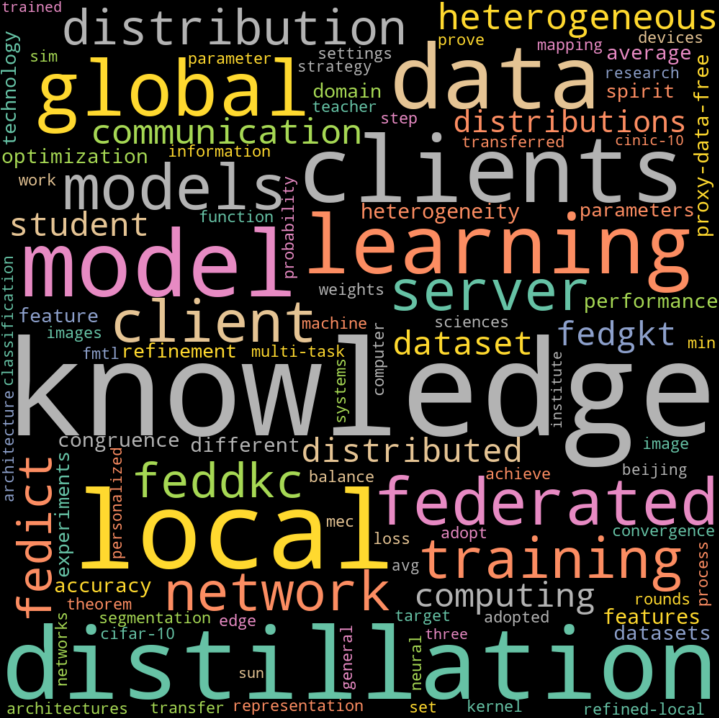 trained
distribution
heterogeneous
technology
sim
parameter
settings
strategy
prove
mapping
devices
average
global
data
domain
teacher
research
spirit
proxy-data-free
communication
step
distributions
optimization
information
transferred
cinic-10
work
models
clients
probability
student
function
heterogeneity
parameters
model
learning
classification
weights
server
performance
feature
client
machine
sciences
fedgkt
images
computer
dataset
min
fmtl
refinement
multi-task
knowledge
systems
institute
architecture
congruence
different
distributed
image
fedict
experiments
personalized
feddkc
balance
achieve
beijing
local
mec
federated
loss
adopt
convergence
avg
training
process
accuracy
network
computing
theorem
rounds
segmentation
edge
target
adopted
features
cifar-10
three
datasets
networks
distillation
general
neural
sun
architectures
transfer
representation
set
kernel
refined-local